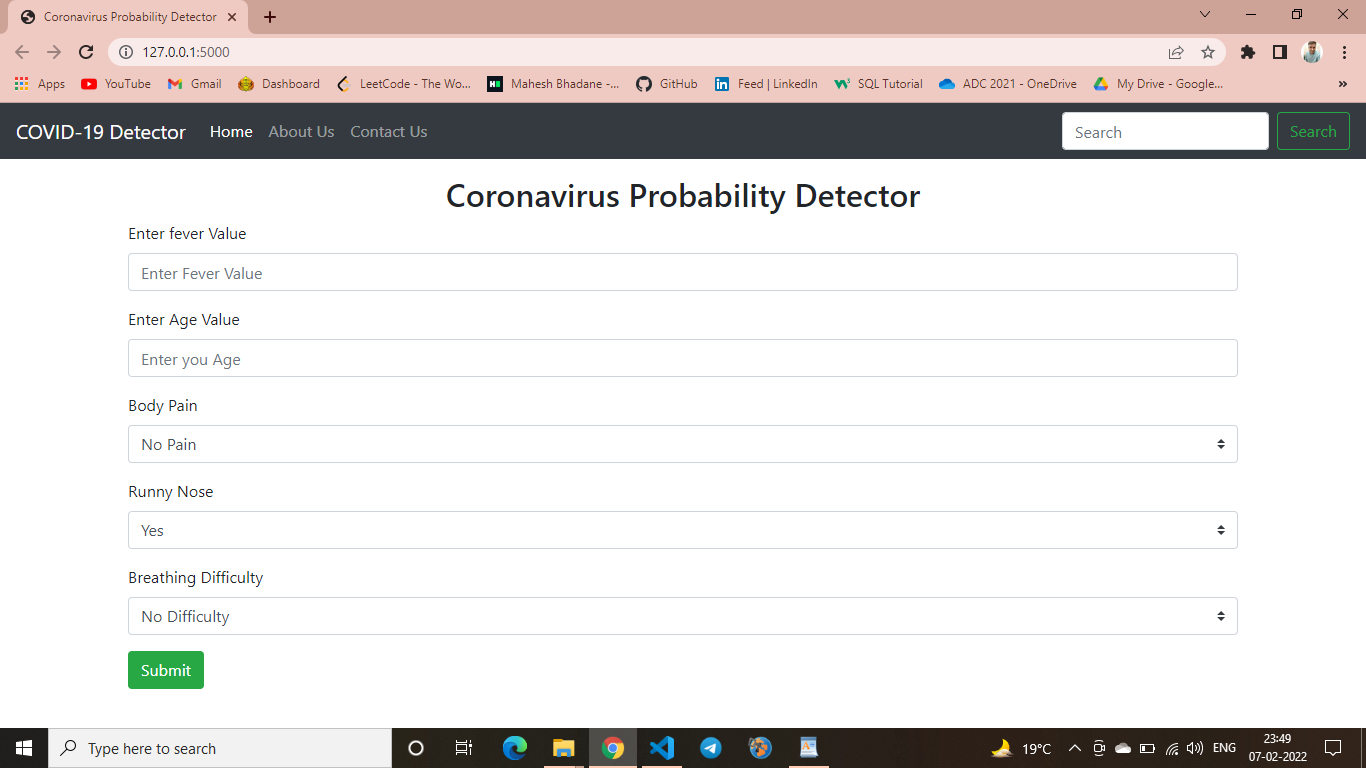 Coronavirus Probability Detector
127.0.0.1:5000
Apps YouTube Gmail Dashboard LeetCode - The Wo... Mahesh Bhadane -... GitHub Feed | LinkedIn SQL Tutorial ADC 2021 - OneDrive My Drive - Google... »
COVID-19 Detector Home About Us Contact Us Search Search
Coronavirus Probability Detector
Enter fever Value
Enter Fever Value
Enter Age Value
Enter you Age
Body Pain
No Pain
Runny Nose
Yes
Breathing Difficulty
No Difficulty
Submit
Type here to search 19°C ENG 23:49
07-02-2022